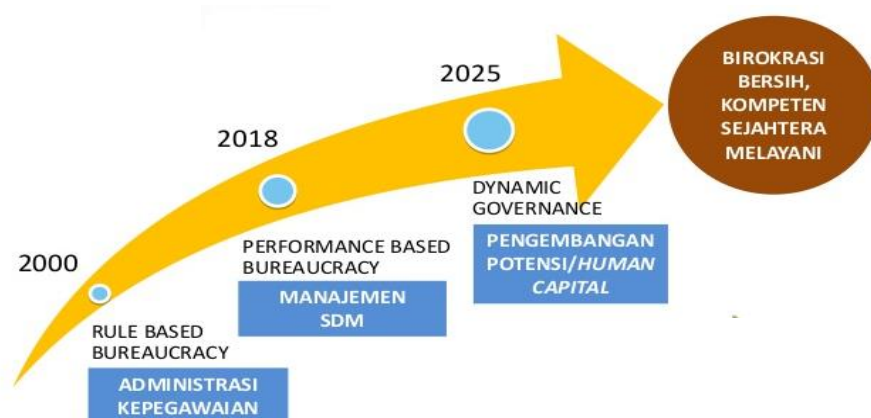 2000
RULE BASED
BUREAUCRACY
ADMINISTRASI
KEPEGAWAIAN
2018
PERFORMANCE BASED
BUREAUCRACY
MANAJEMEN
SDM
2025
DYNAMIC
GOVERNANCE
PENGEMBANGAN
POTENSI/HUMAN
CAPITAL
BIROKRASI
BERSIH,
KOMPETEN
SEJAHTERA
MELAYANI